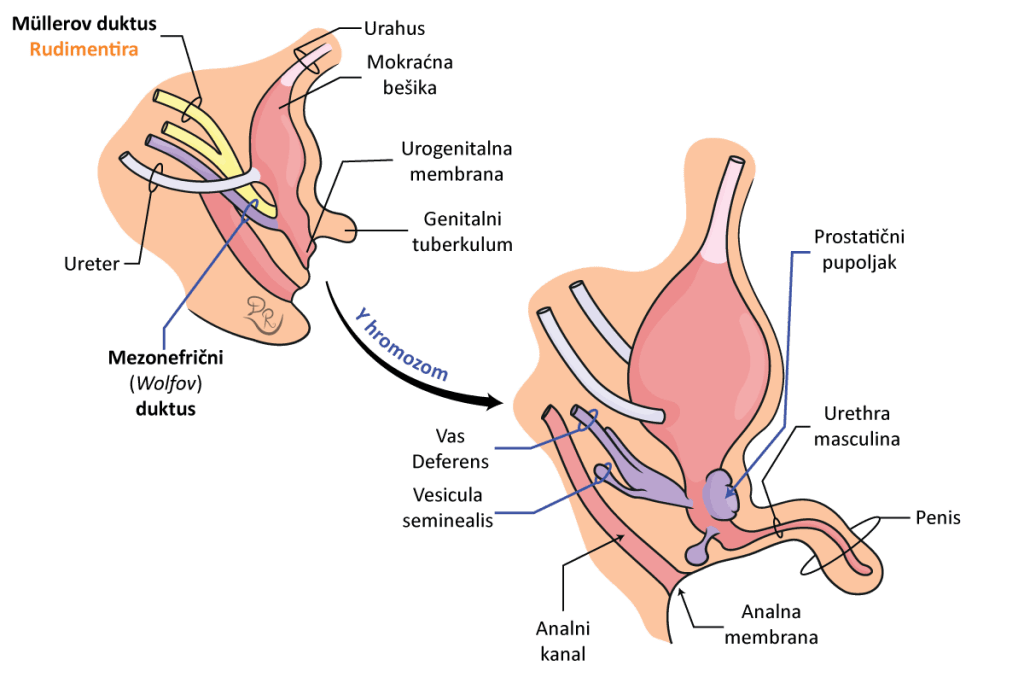 Müllerov duktus
Rudimentira
Urahus
Mokraćna
bešika
Urogenitalna
membrana
Genitalni
tuberkulum
Ureter
Mezonefrični
(Wolfov)
duktus
Y hromozom
Prostatični
pupoljak
Urethra
masculina
Vas
Deferens
Vesicula
seminealis
Penis
Analni
kanal
Analna
membrana